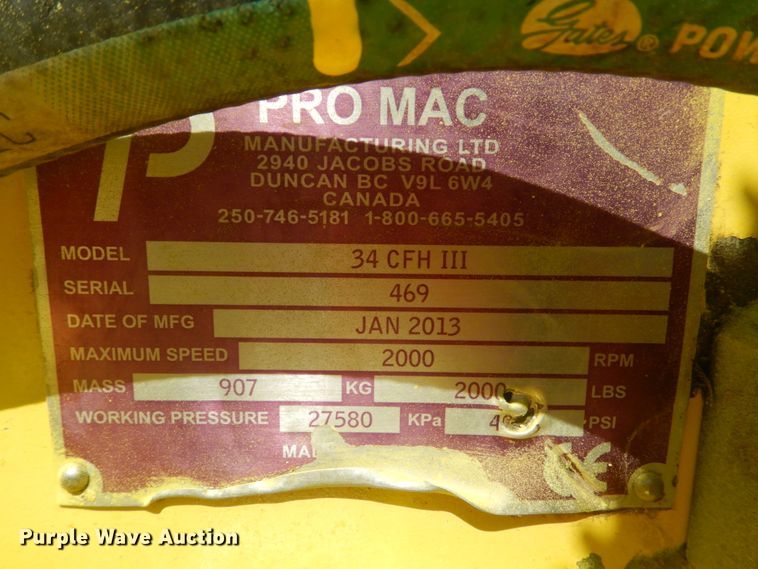 Gates ® POW
PRO MAC
MANUFACTURING LTD
2940 JACOBS ROAD
DUNCAN BC V9L 6W4
CANADA
250-746-5181 1-800-665-5405
MODEL 34 CFH III
SERIAL 469
DATE OF MFG JAN 2013
MAXIMUM SPEED 2000 RPM
MASS 907 KG 2000 LBS
WORKING PRESSURE 27580 KPa PSI
CE
Purple Wave Auction